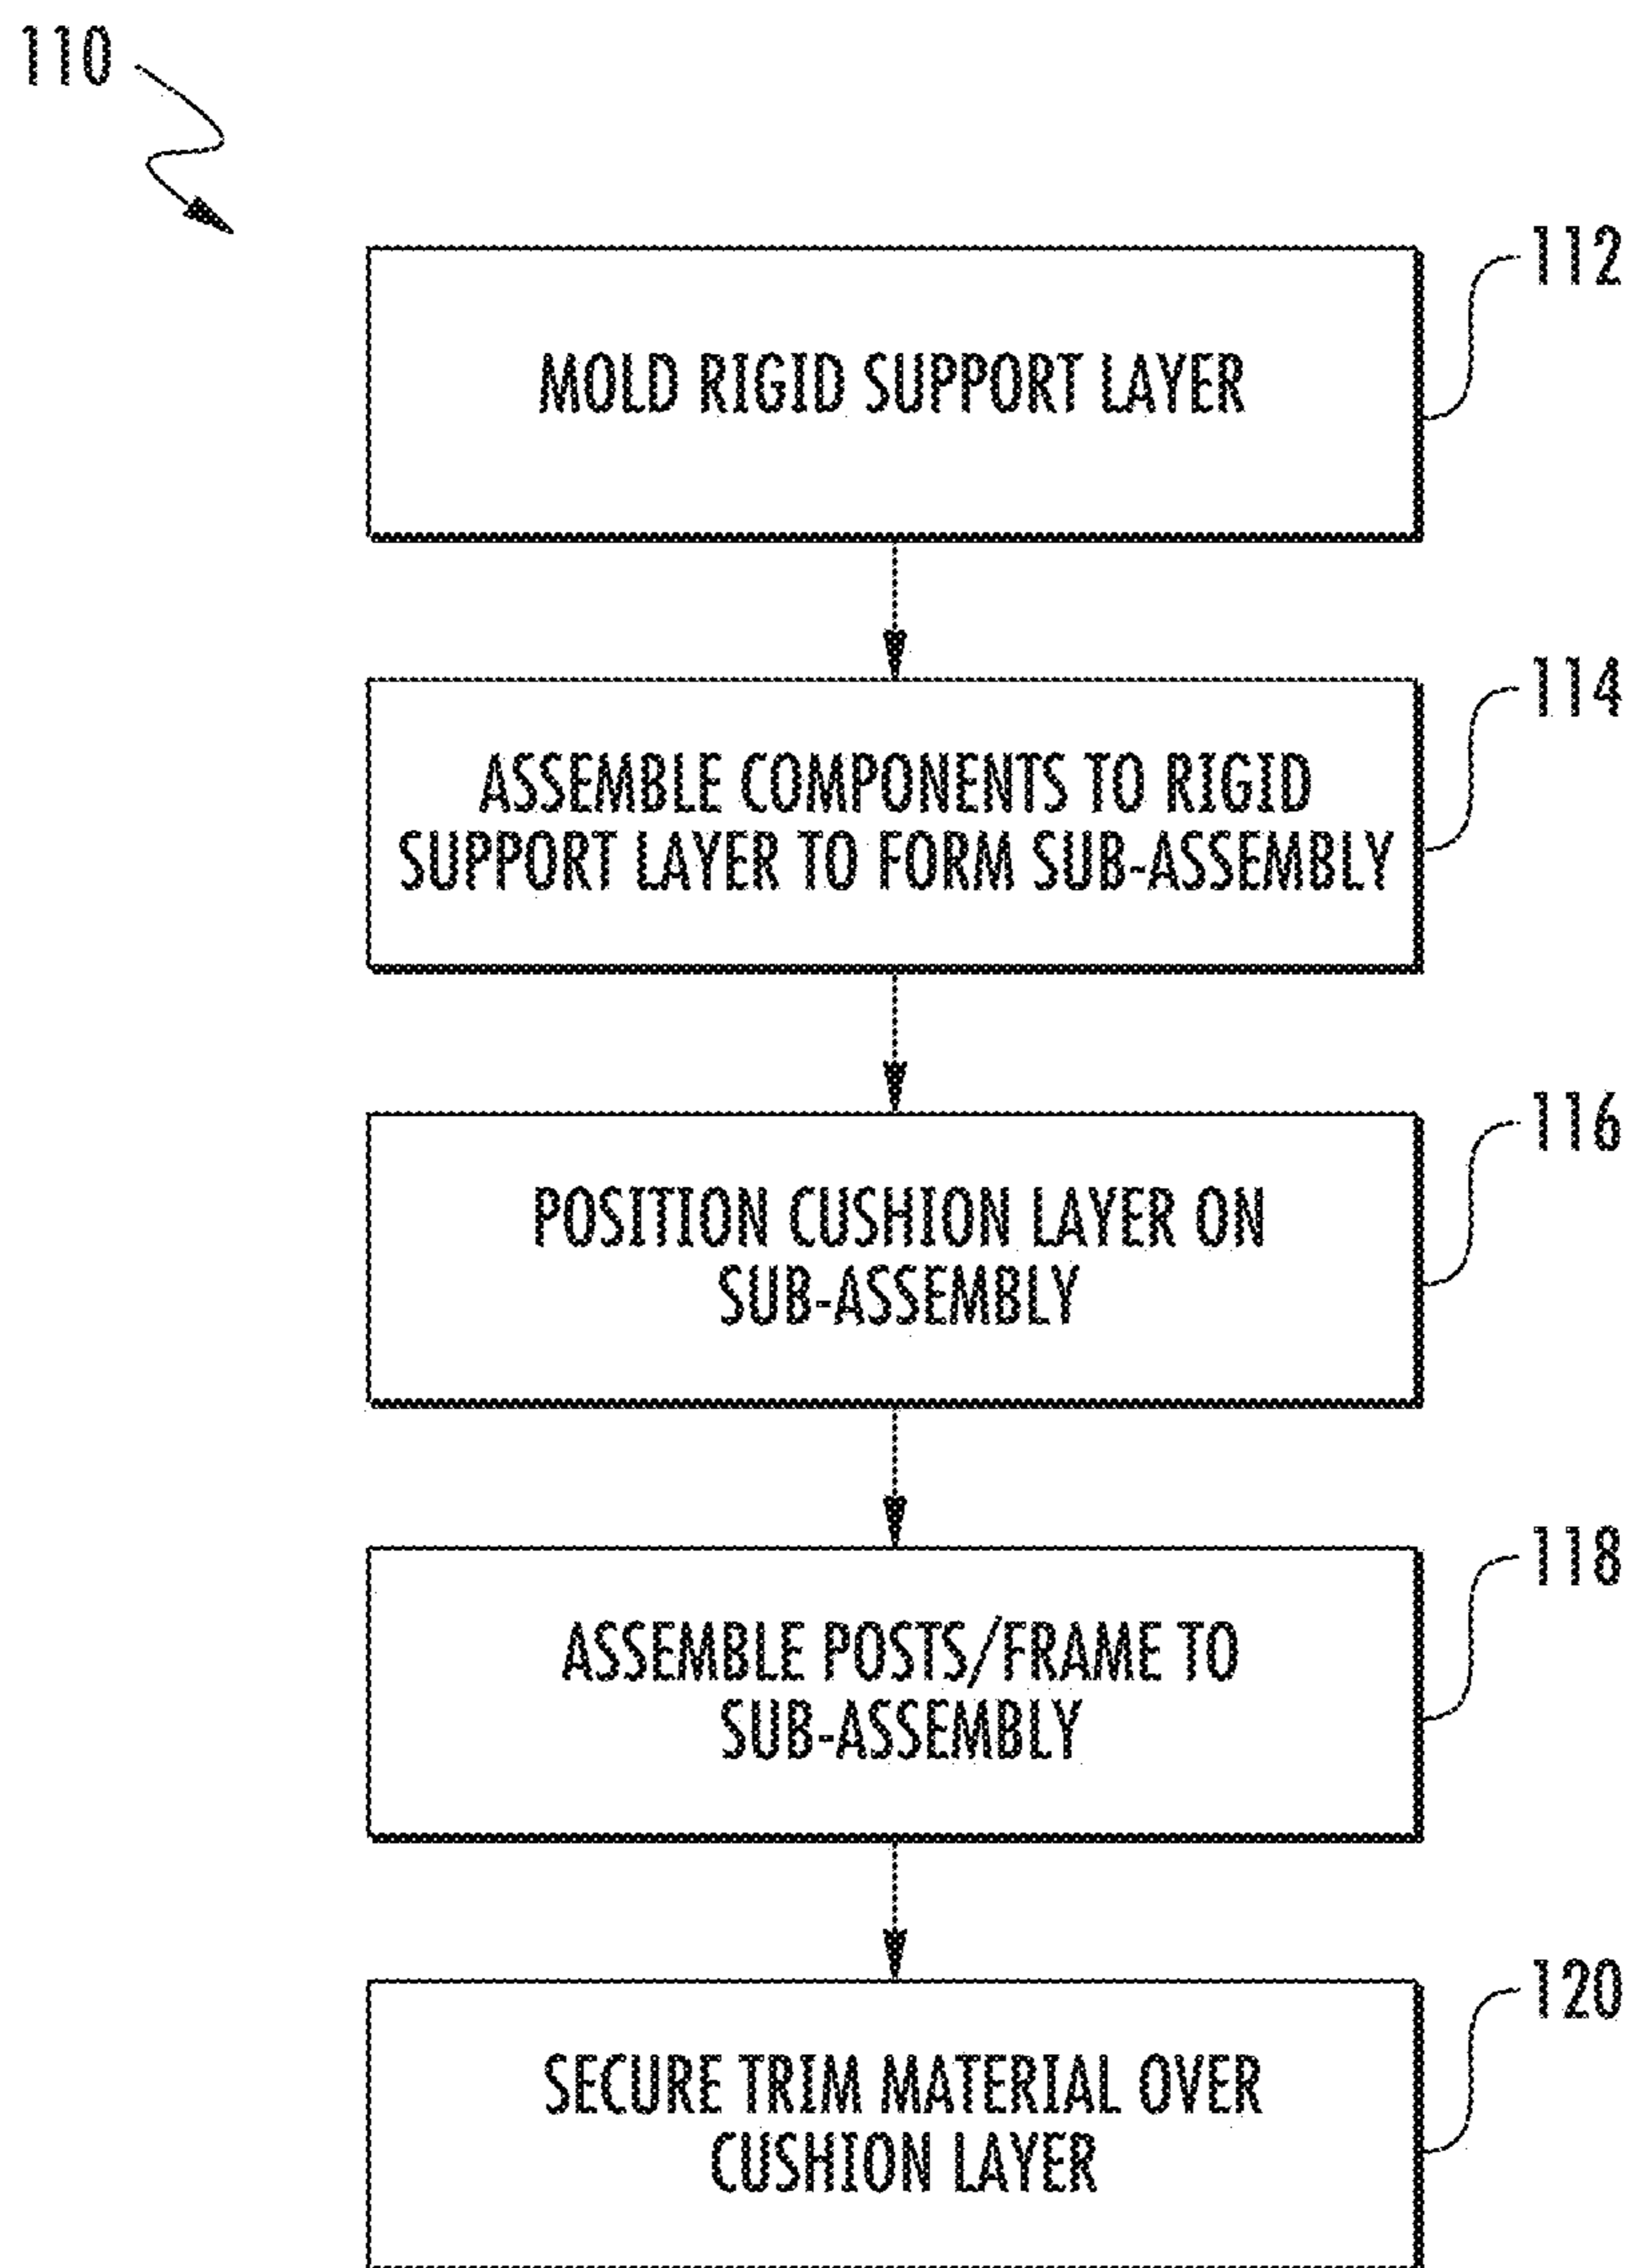 110
112
MOLD RIGID SUPPORT LAYER
114
ASSEMBLE COMPONENTS TO RIGID
SUPPORT LAYER TO FORM SUB-ASSEMBLY
116
POSITION CUSHION LAYER ON
SUB-ASSEMBLY
118
ASSEMBLE POSTS/FRAME TO
SUB-ASSEMBLY
120
SECURE TRIM MATERIAL OVER
CUSHION LAYER